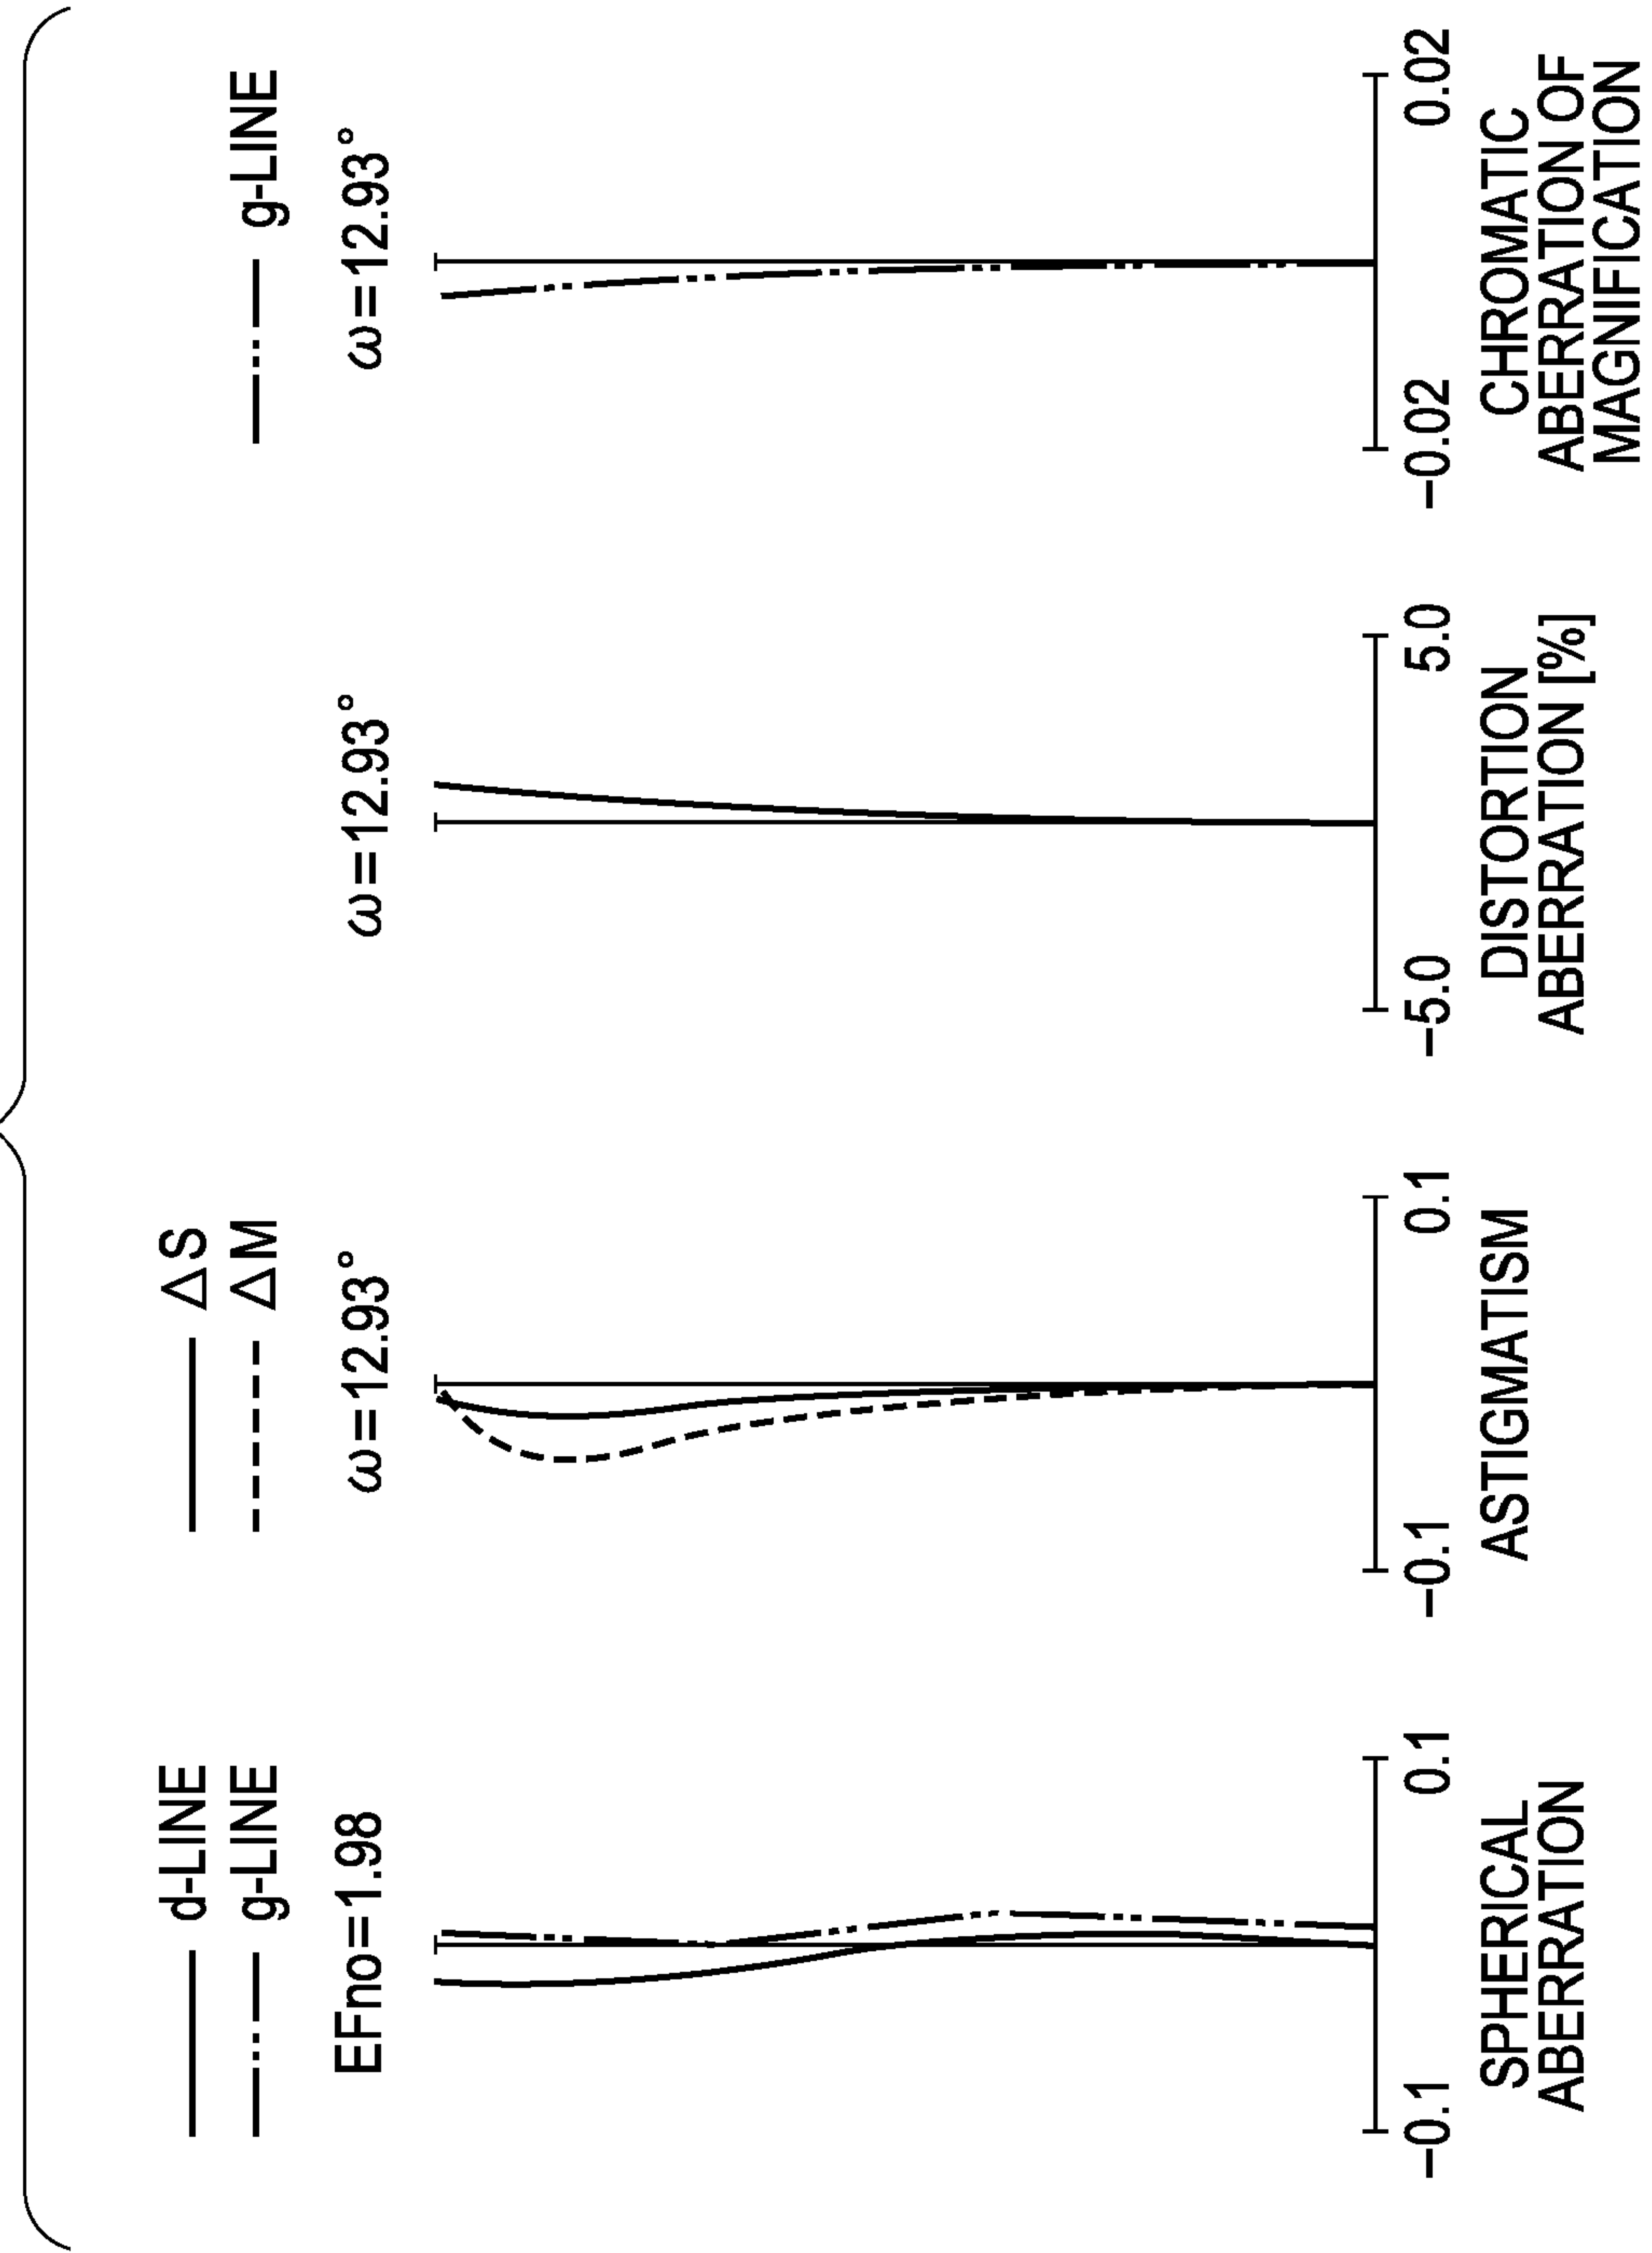 d-LINE
g-LINE
EFno=1.98
-0.1
0.1
SPHERICAL
ABERRATION
ΔS
ΔM
ω=12.93°
-0.1
0.1
ASTIGMATISM
ω=12.93°
-5.0
5.0
DISTORTION
ABERRATION [%]
g-LINE
ω=12.93°
-0.02
0.02
CHROMATIC
ABERRATION OF
MAGNIFICATION